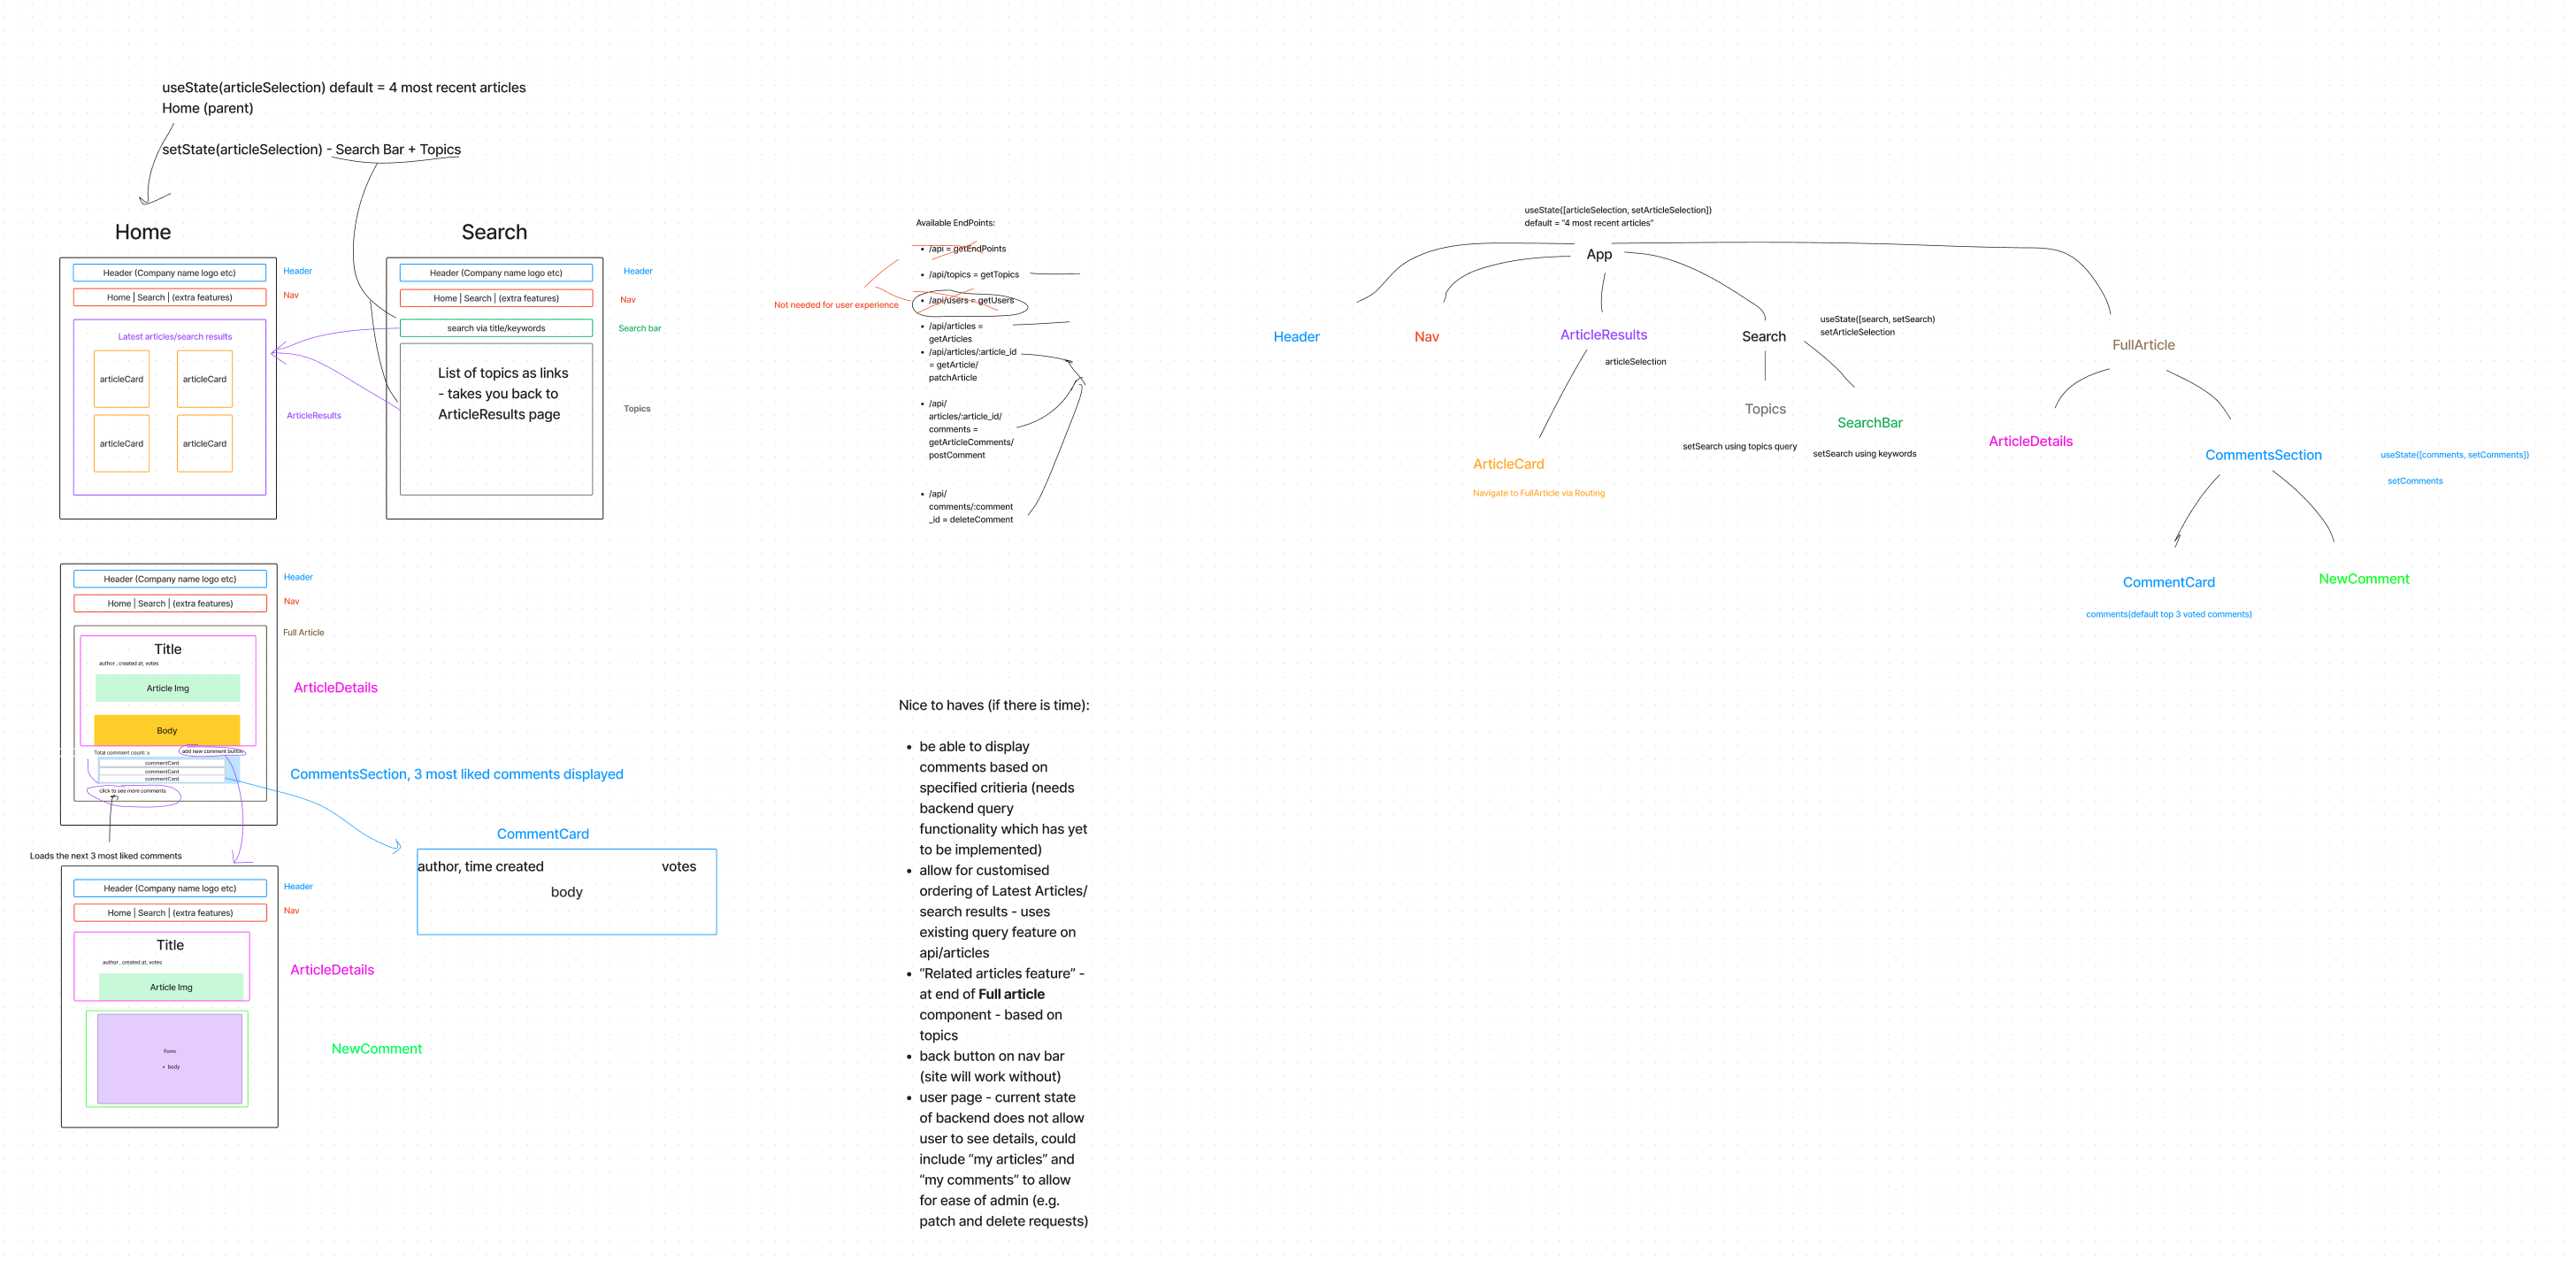 useState(articleSelection) default = 4 most recent articles
Home (parent)
setState(articleSelection) - Search Bar + Topics
Home
Header (Company name logo etc)
Header
Home | Search | (extra features)
Nav
Latest articles/search results
articleCard
articleCard
articleCard
articleCard
ArticleResults
Search
Header (Company name logo etc)
Header
Home | Search | (extra features)
Nav
search via title/keywords
Search bar
List of topics as links
- takes you back to
ArticleResults page
Topics
Header (Company name logo etc)
Header
Home | Search | (extra features)
Nav
Full Article
Title
author , created at, votes
Article Img
ArticleDetails
Body
Total comment count: x
add new comment button
commentCard
commentCard
commentCard
click to see more comments
CommentsSection, 3 most liked comments displayed
Loads the next 3 most liked comments
CommentCard
author, time created
votes
body
Header (Company name logo etc)
Header
Home | Search | (extra features)
Nav
Title
author , created at, votes
Article Img
ArticleDetails
Form
• body
NewComment
Available EndPoints:
• /api = getEndPoints
• /api/topics = getTopics
• /api/users = getUsers
Not needed for user experience
• /api/articles =
getArticles
• /api/articles/:article_id
= getArticle/
patchArticle
• /api/
articles/:article_id/
comments =
getArticleComments/
postComment
• /api/
comments/:comment
_id = deleteComment
Nice to haves (if there is time):
• be able to display
comments based on
specified critieria (needs
backend query
functionality which has yet
to be implemented)
• allow for customised
ordering of Latest Articles/
search results - uses
existing query feature on
api/articles
• “Related articles feature” -
at end of Full article
component - based on
topics
• back button on nav bar
(site will work without)
• user page - current state
of backend does not allow
user to see details, could
include “my articles” and
“my comments” to allow
for ease of admin (e.g.
patch and delete requests)
useState([articleSelection, setArticleSelection])
default = “4 most recent articles”
App
Header
Nav
ArticleResults
articleSelection
Search
useState([search, setSearch)
setArticleSelection
FullArticle
ArticleCard
Navigate to FullArticle via Routing
Topics
setSearch using topics query
SearchBar
setSearch using keywords
ArticleDetails
CommentsSection
useState([comments, setComments])
setComments
CommentCard
comments(default top 3 voted comments)
NewComment